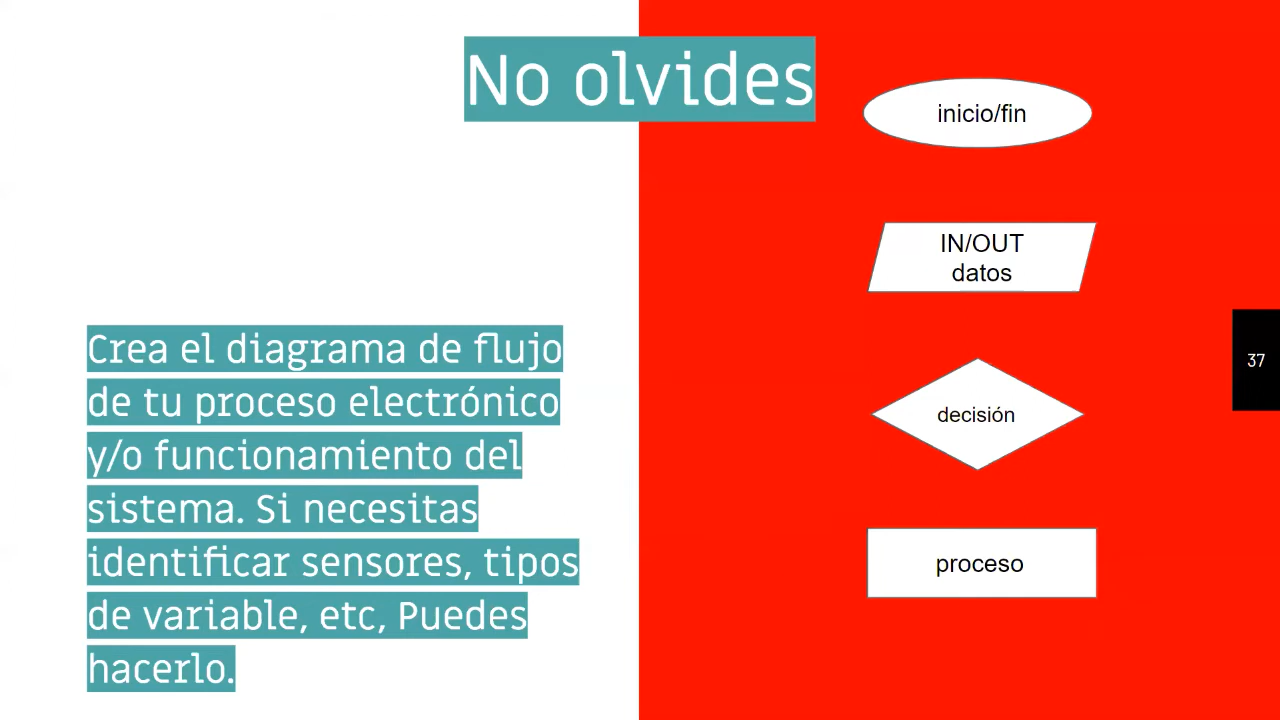 No olvides
Crea el diagrama de flujo
de tu proceso electrónico
y/o funcionamiento del
sistema. Si necesitas
identificar sensores, tipos
de variable, etc, Puedes
hacerlo.
inicio/fin
IN/OUT
datos
decisión
proceso
37